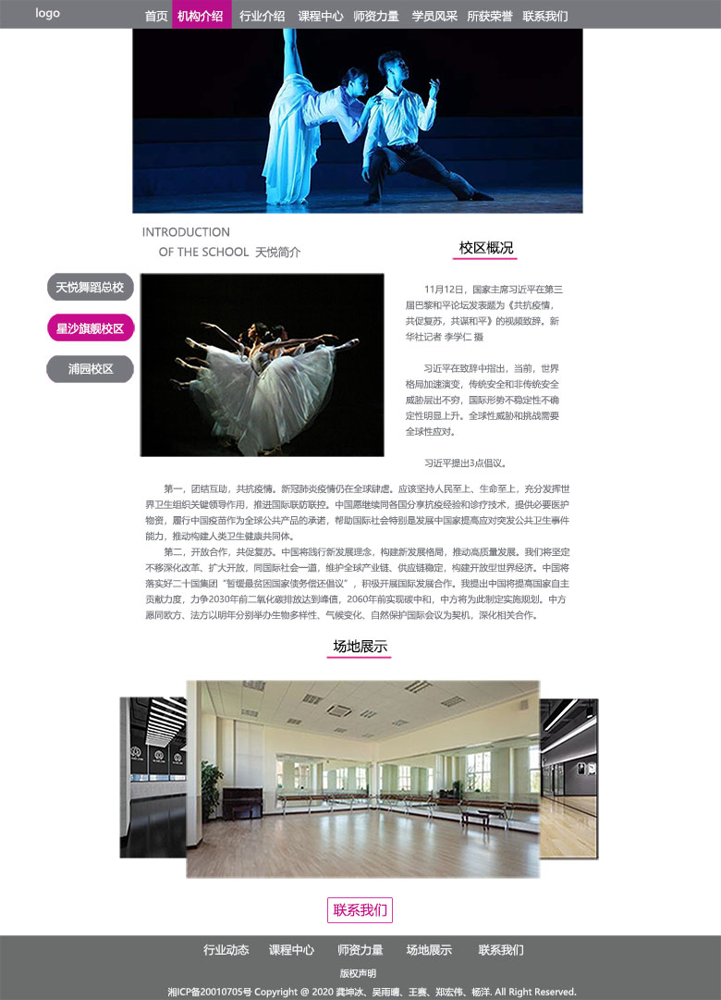 logo
首页 机构介绍 行业介绍 课程中心 师资力量 学员风采 所获荣誉 联系我们
INTRODUCTION
OF THE SCHOOL 天悦简介
校区概况
天悦舞蹈总校
星沙旗舰校区
浦园校区
11月12日，国家主席习近平在第三
届巴黎和平论坛发表题为《共抗疫情，
共促复苏，共谋和平》的视频致辞。新
华社记者 李学仁 摄
习近平在致辞中指出，当前，世界
格局加速演变，传统安全和非传统安全
威胁层出不穷，国际形势不稳定性不确
定性明显上升。全球性威胁和挑战需要
全球性应对。
习近平提出3点倡议。
第一，团结互助，共抗疫情。新冠肺炎疫情仍在全球肆虐。应该坚持人民至上、生命至上，充分发挥世
界卫生组织关键领导作用，推进国际联防联控。中国愿继续同各国分享抗疫经验和诊疗技术，提供必要医护
物资，履行中国疫苗作为全球公共产品的承诺，帮助国际社会特别是发展中国家提高应对突发公共卫生事件
能力，推动构建人类卫生健康共同体。
第二，开放合作，共促复苏。中国将践行新发展理念，构建新发展格局，推动高质量发展。我们将坚定
不移深化改革、扩大开放，同国际社会一道，维护全球产业链、供应链稳定，构建开放型世界经济。中国将
落实好二十国集团“暂缓最贫困国家债务偿还倡议”，积极开展国际发展合作。我提出中国将提高国家自主
贡献力度，力争2030年前二氧化碳排放达到峰值，2060年前实现碳中和，中方将为此制定实施规划。中方
愿同欧方、法方以明年分别举办生物多样性、气候变化、自然保护国际会议为契机，深化相关合作。
场地展示
联系我们
行业动态 课程中心 师资力量 场地展示 联系我们
版权声明
湘ICP备20010705号 Copyright @ 2020 龚坤冰、吴雨晴、王赛、郑宏伟、杨洋. All Right Reserved.